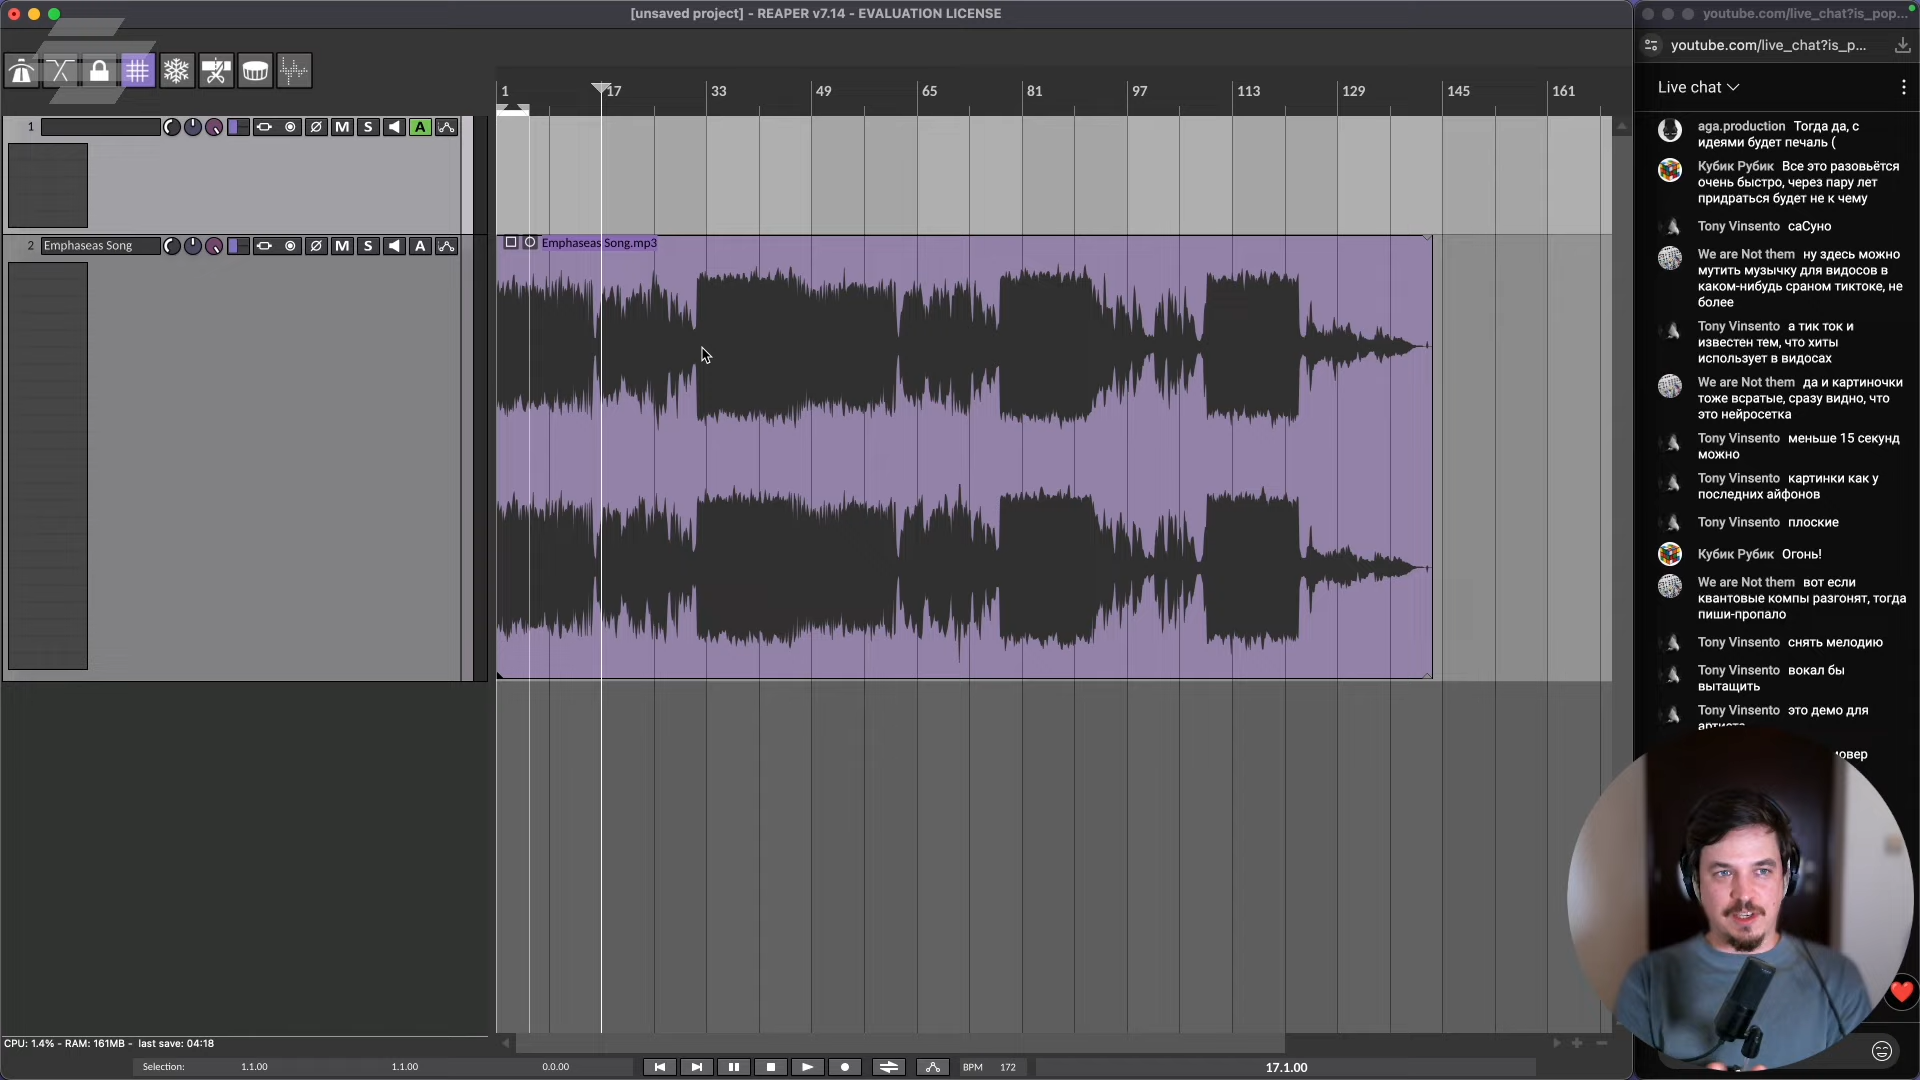 [unsaved project] - REAPER v7.14 - EVALUATION LICENSE
youtube.com/live_chat?is_pop...
youtube.com/live_chat?is_p...
Live chat
1 17 33 49 65 81 97 113 129 145 161
1 M S A
2 Emphaseas Song M S A
Emphaseas Song.mp3
aga.production Тогда да, с
идеями будет печаль (
Кубик Рубик Все это разовьётся
очень быстро, через пару лет
придраться будет не к чему
Tony Vinsento саСуно
We are Not them ну здесь можно
мутить музычку для видосов в
каком-нибудь сраном тиктоке, не
более
Tony Vinsento а тик ток и
известен тем, что хиты
использует в видосах
We are Not them да и картиночки
тоже всратые, сразу видно, что
это нейросетка
Tony Vinsento меньше 15 секунд
можно
Tony Vinsento картинки как у
последних айфонов
Tony Vinsento плоские
Кубик Рубик Огонь!
We are Not them вот если
квантовые компы разгонят, тогда
пиши-пропало
Tony Vinsento снять мелодию
Tony Vinsento вокал бы
вытащить
Tony Vinsento это демо для
CPU: 1.4% - RAM: 161MB - last save: 04:18
Selection: 1.1.00 1.1.00 0.0.00 BPM 172 17.1.00